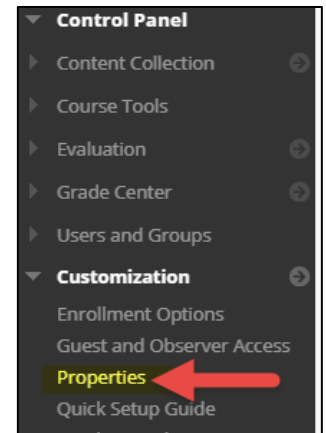 Control Panel
Content Collection
Course Tools
Evaluation
Grade Center
Users and Groups
Customization
Enrollment Options
Guest and Observer Access
Properties
Quick Setup Guide